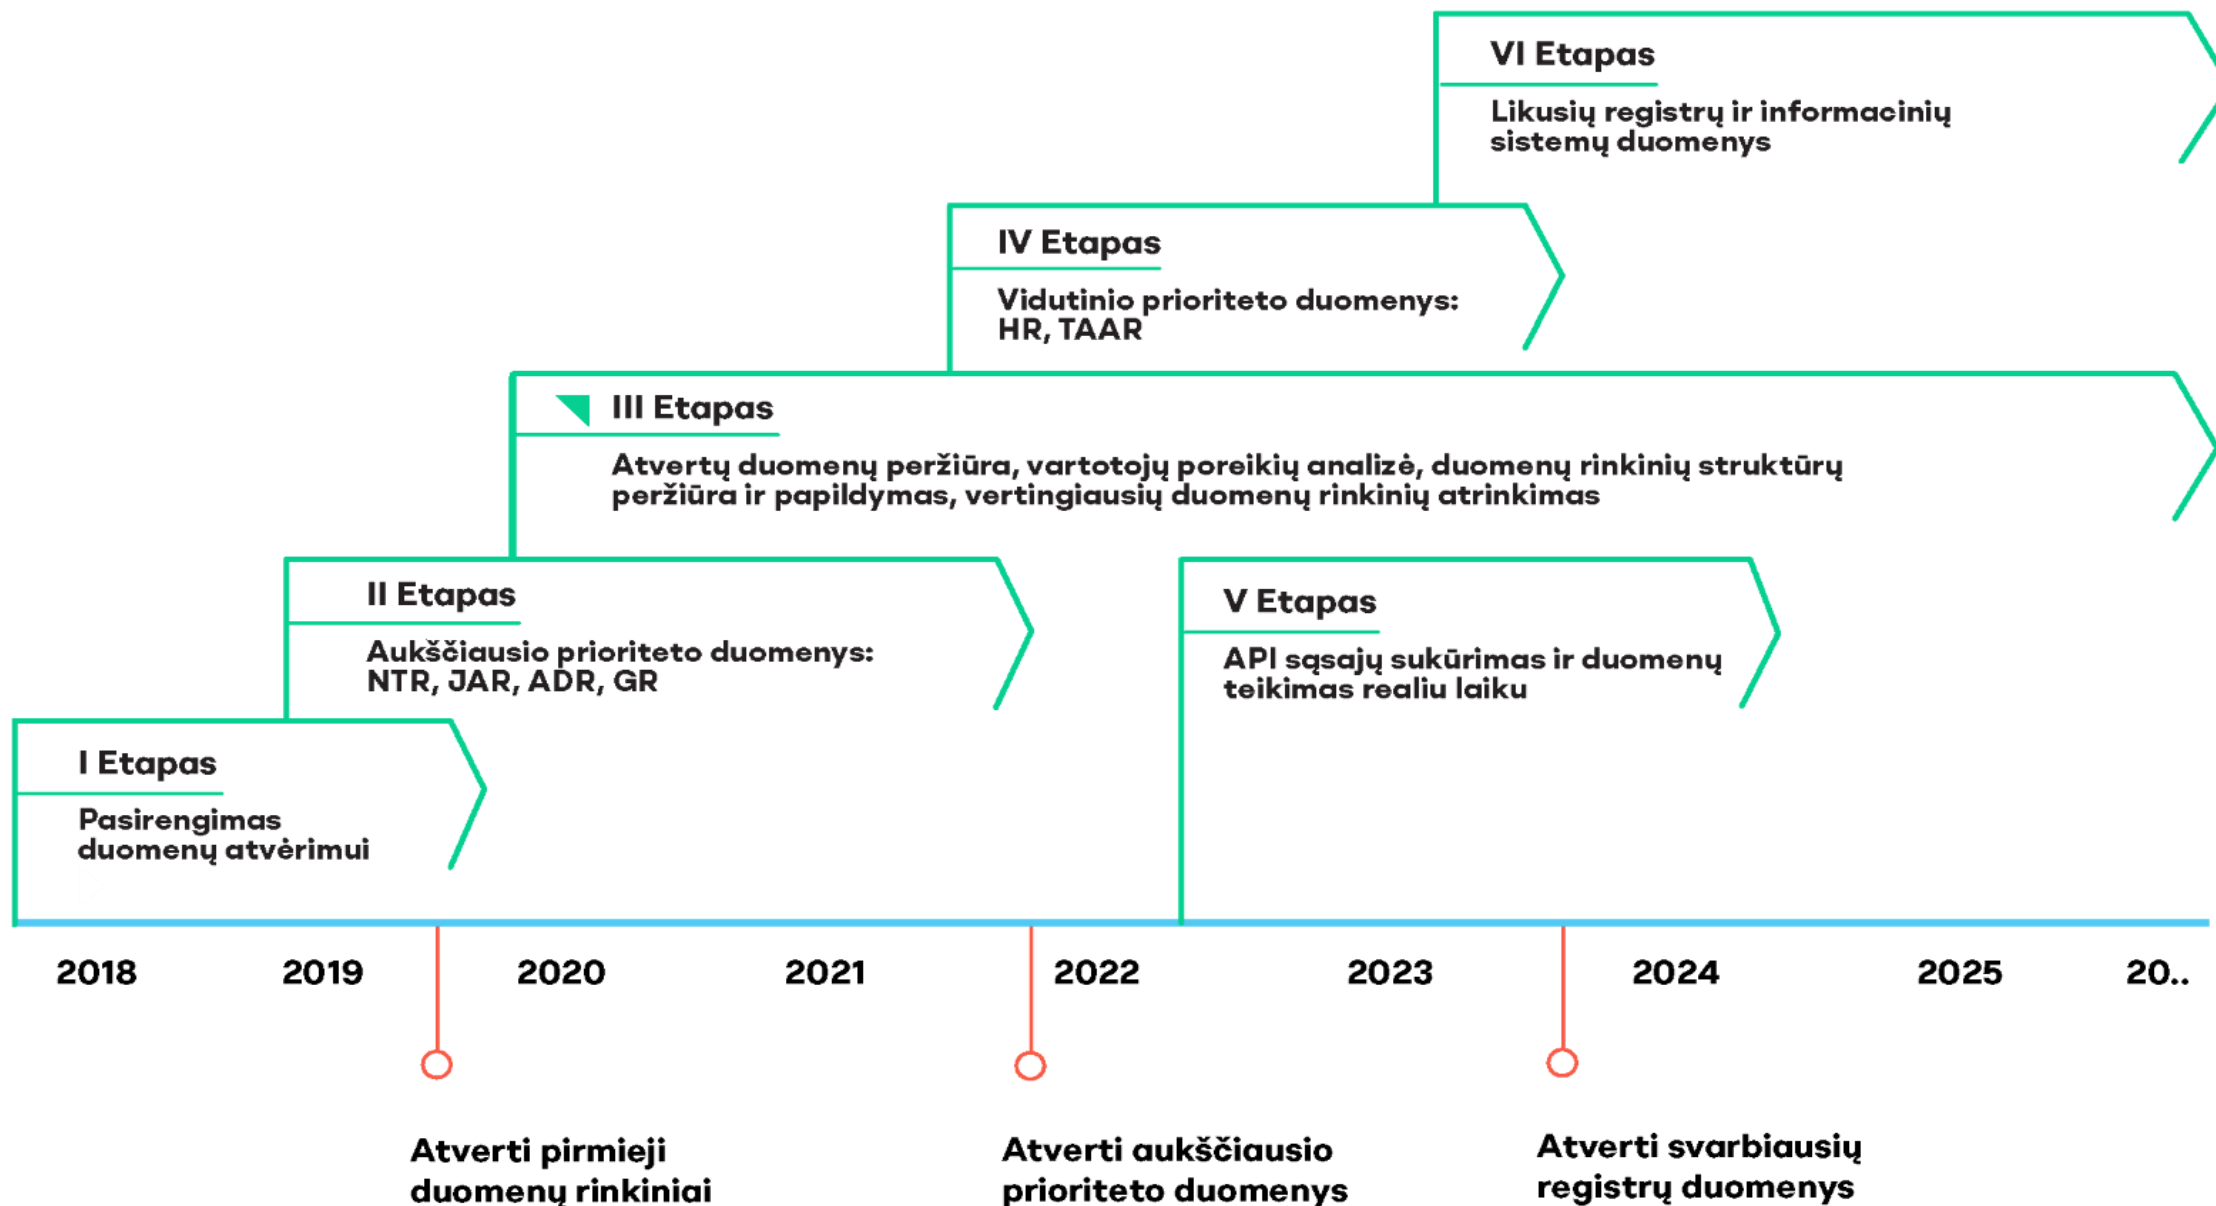 VI Etapas
Likusių registrų ir informacinių
sistemų duomenys
IV Etapas
Vidutinio prioriteto duomenys:
HR, TAAR
III Etapas
Atvertų duomenų peržiūra, vartotojų poreikių analizė, duomenų rinkinių struktūrų
peržiūra ir papildymas, vertingiausių duomenų rinkinių atrinkimas
II Etapas
Aukščiausio prioriteto duomenys:
NTR, JAR, ADR, GR
V Etapas
API sąsajų sukūrimas ir duomenų
teikimas realiu laiku
I Etapas
Pasirengimas
duomenų atvėrimui
2018 2019 2020 2021 2022 2023 2024 2025 20..
Atverti pirmieji
duomenų rinkiniai
Atverti aukščiausio
prioriteto duomenys
Atverti svarbiausių
registrų duomenys